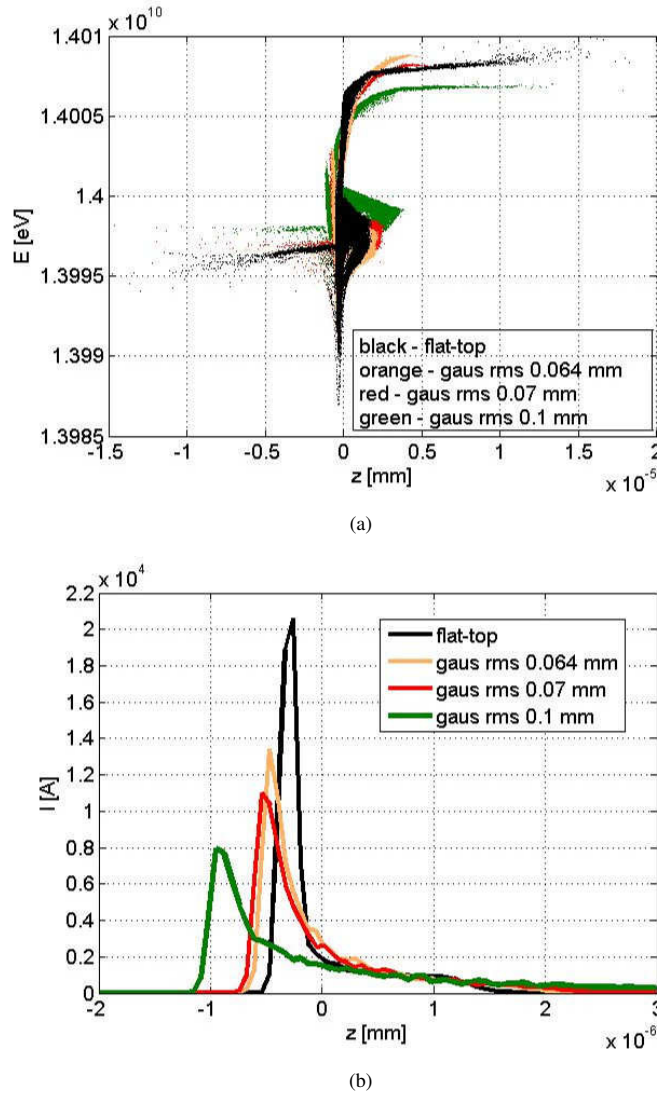 x 10^10
1.401
1.4005
1.4
1.3995
1.399
1.3985
E [eV]
black - flat-top
orange - gaus rms 0.064 mm
red - gaus rms 0.07 mm
green - gaus rms 0.1 mm
-1.5 -1 -0.5 0 0.5 1 1.5 2
z [mm]
x 10^-5
(a)
x 10^4
2.2
2
1.8
1.6
1.4
1.2
1
0.8
0.6
0.4
0.2
0
I [A]
flat-top
gaus rms 0.064 mm
gaus rms 0.07 mm
gaus rms 0.1 mm
-2 -1 0 1 2 3
z [mm]
x 10^-6
(b)